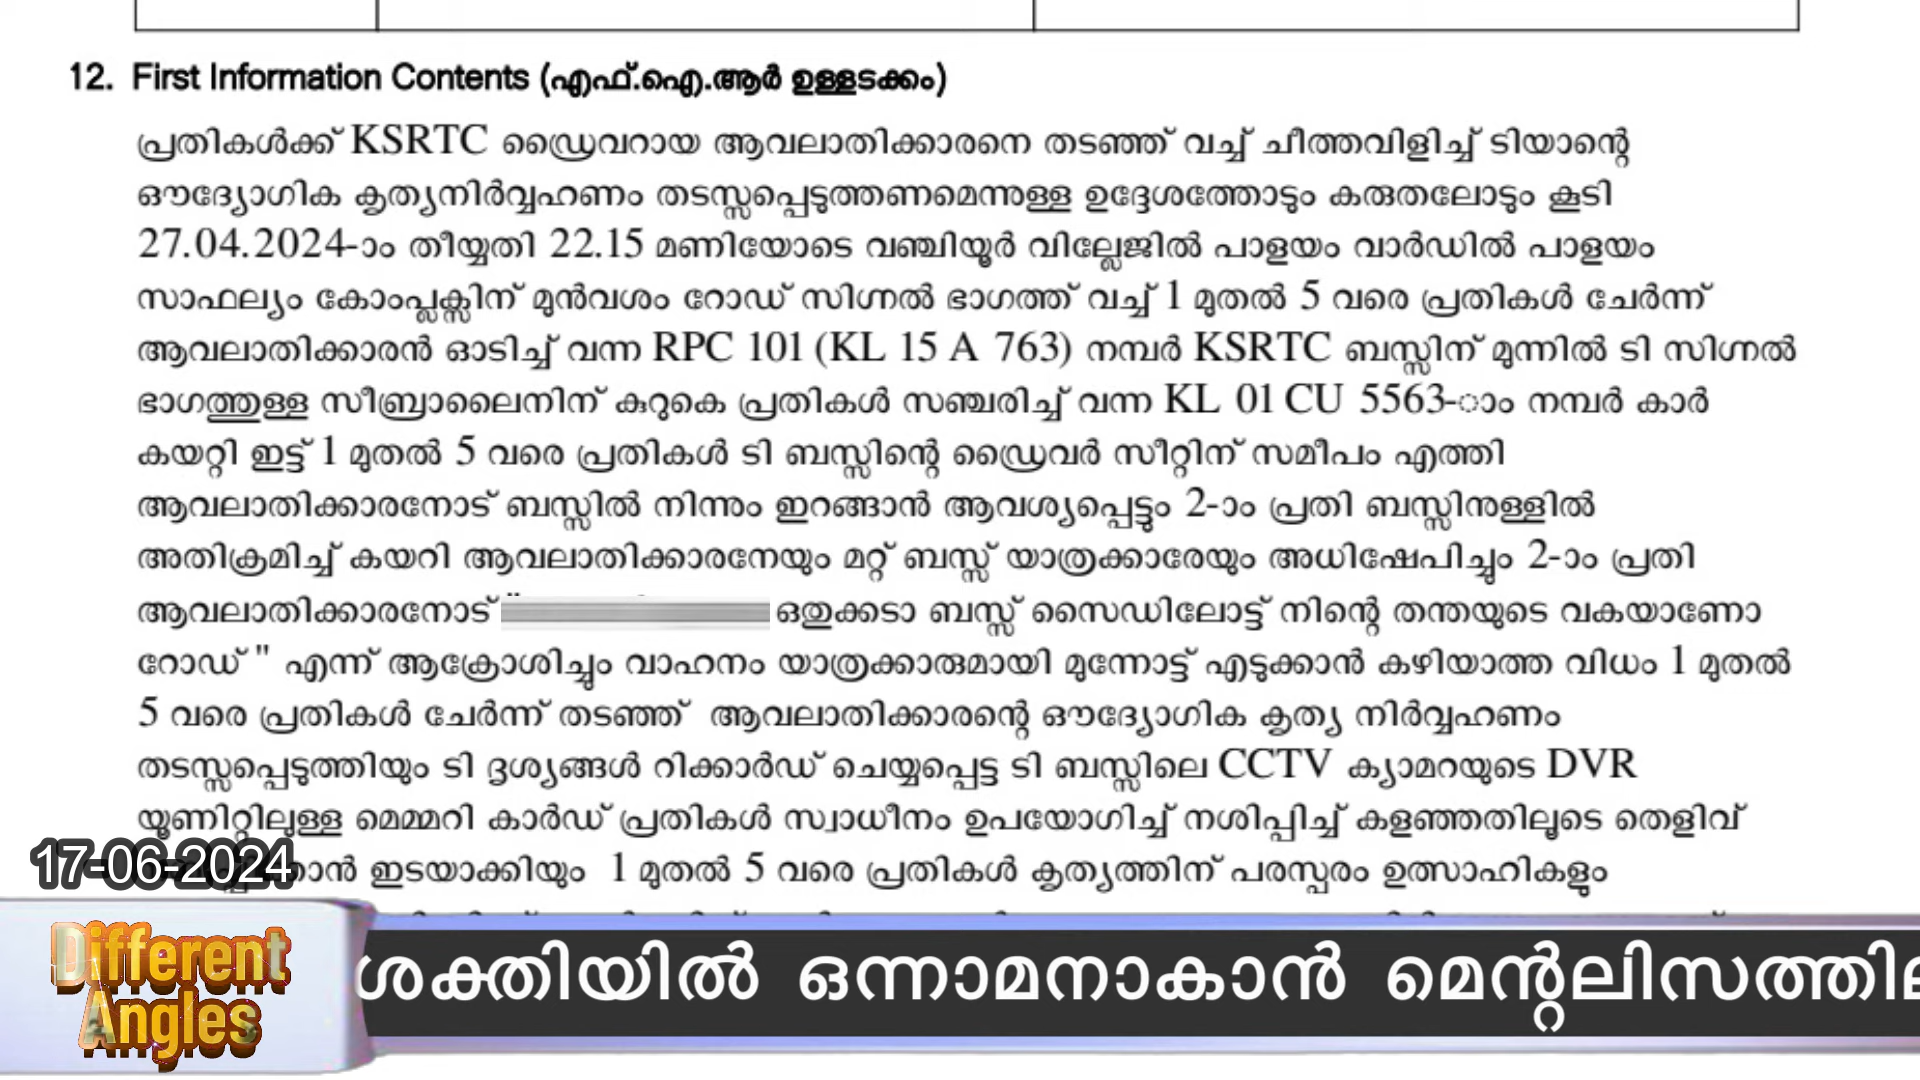 12. First Information Contents (എഫ്.ഐ.ആർ ഉള്ളടക്കം)
പ്രതികൾക്ക് KSRTC ഡ്രൈവറായ ആവലാതിക്കാരനെ തടഞ്ഞ് വച്ച് ചീത്തവിളിച്ച് ടിയാന്റെ
ഔദ്യോഗിക കൃത്യനിർവ്വഹണം തടസ്സപ്പെടുത്തണമെന്നുള്ള ഉദ്ദേശത്തോടും കരുതലോടും കൂടി
27.04.2024-ാം തീയ്യതി 22.15 മണിയോടെ വഞ്ചിയൂർ വില്ലേജിൽ പാളയം വാർഡിൽ പാളയം
സാഫല്യം കോംപ്ലക്സിന് മുൻവശം റോഡ് സിഗ്നൽ ഭാഗത്ത് വച്ച് 1 മുതൽ 5 വരെ പ്രതികൾ ചേർന്ന്
ആവലാതിക്കാരൻ ഓടിച്ച് വന്ന RPC 101 (KL 15 A 763) നമ്പർ KSRTC ബസ്സിന് മുന്നിൽ ടി സിഗ്നൽ
ഭാഗത്തുള്ള സീബ്രാലൈനിന് കുറുകെ പ്രതികൾ സഞ്ചരിച്ച് വന്ന KL 01 CU 5563-ാം നമ്പർ കാർ
കയറ്റി ഇട്ട് 1 മുതൽ 5 വരെ പ്രതികൾ ടി ബസ്സിന്റെ ഡ്രൈവർ സീറ്റിന് സമീപം എത്തി
ആവലാതിക്കാരനോട് ബസ്സിൽ നിന്നും ഇറങ്ങാൻ ആവശ്യപ്പെട്ടും 2-ാം പ്രതി ബസ്സിനുള്ളിൽ
അതിക്രമിച്ച് കയറി ആവലാതിക്കാരനേയും മറ്റ് ബസ്സ് യാത്രക്കാരേയും അധിഷേപിച്ചും 2-ാം പ്രതി
ആവലാതിക്കാരനോട് " ഒതുക്കടാ ബസ്സ് സൈഡിലോട്ട് നിന്റെ തന്തയുടെ വകയാണോ
റോഡ് " എന്ന് ആക്രോശിച്ചും വാഹനം യാത്രക്കാരുമായി മുന്നോട്ട് എടുക്കാൻ കഴിയാത്ത വിധം 1 മുതൽ
5 വരെ പ്രതികൾ ചേർന്ന് തടഞ്ഞ് ആവലാതിക്കാരന്റെ ഔദ്യോഗിക കൃത്യ നിർവ്വഹണം
തടസ്സപ്പെടുത്തിയും ടി ദൃശ്യങ്ങൾ റിക്കാർഡ് ചെയ്യപ്പെട്ട ടി ബസ്സിലെ CCTV ക്യാമറയുടെ DVR
യൂണിറ്റിലുള്ള മെമ്മറി കാർഡ് പ്രതികൾ സ്വാധീനം ഉപയോഗിച്ച് നശിപ്പിച്ച് കളഞ്ഞതിലൂടെ തെളിവ്
ഇടയാക്കിയും 1 മുതൽ 5 വരെ പ്രതികൾ കൃത്യത്തിന് പരസ്പരം ഉത്സാഹികളും
17-06-2024
Different
Angles
ശക്തിയിൽ ഒന്നാമനാകാൻ